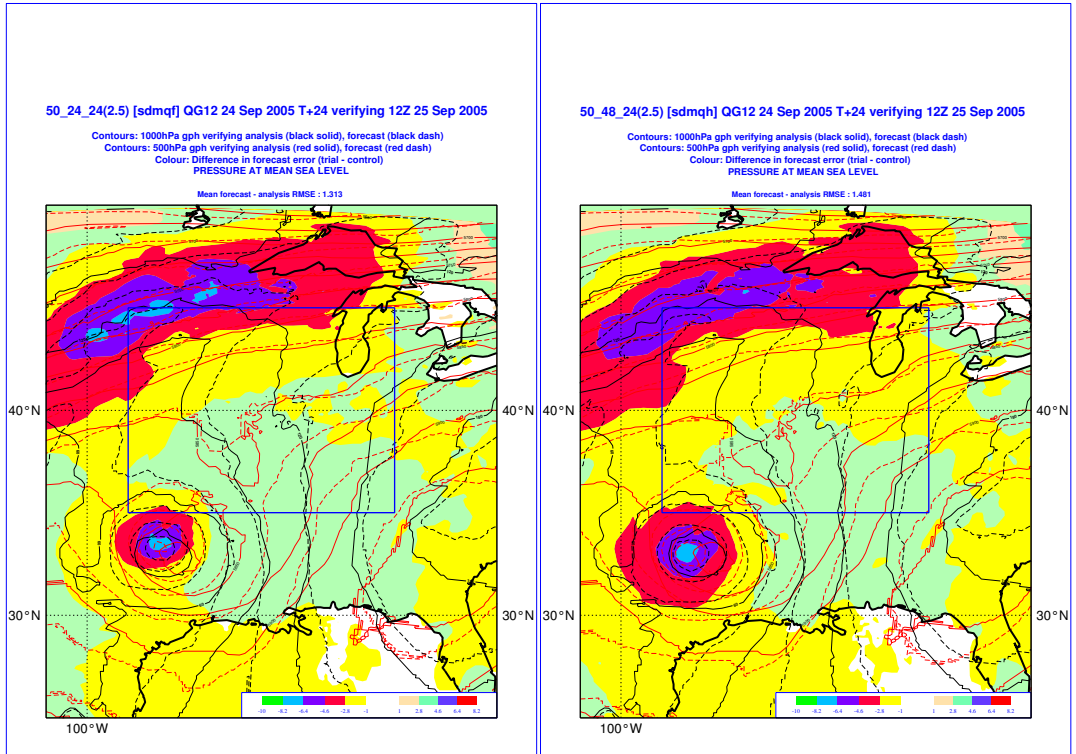 50_24_24(2.5) [sdmqf] QG12 24 Sep 2005 T+24 verifying 12Z 25 Sep 2005
Contours: 1000hPa gph verifying analysis (black solid), forecast (black dash)
Contours: 500hPa gph verifying analysis (red solid), forecast (red dash)
Colour: Difference in forecast error (trial - control)
PRESSURE AT MEAN SEA LEVEL
Mean forecast - analysis RMSE : 1.313
40°N
40°N
30°N
30°N
100°W
-10 -8.2 -6.4 -4.6 -2.8 -1 1 2.8 4.6 6.4 8.2
50_48_24(2.5) [sdmqh] QG12 24 Sep 2005 T+24 verifying 12Z 25 Sep 2005
Contours: 1000hPa gph verifying analysis (black solid), forecast (black dash)
Contours: 500hPa gph verifying analysis (red solid), forecast (red dash)
Colour: Difference in forecast error (trial - control)
PRESSURE AT MEAN SEA LEVEL
Mean forecast - analysis RMSE : 1.481
40°N
30°N
100°W
-10 -8.2 -6.4 -4.6 -2.8 -1 1 2.8 4.6 6.4 8.2